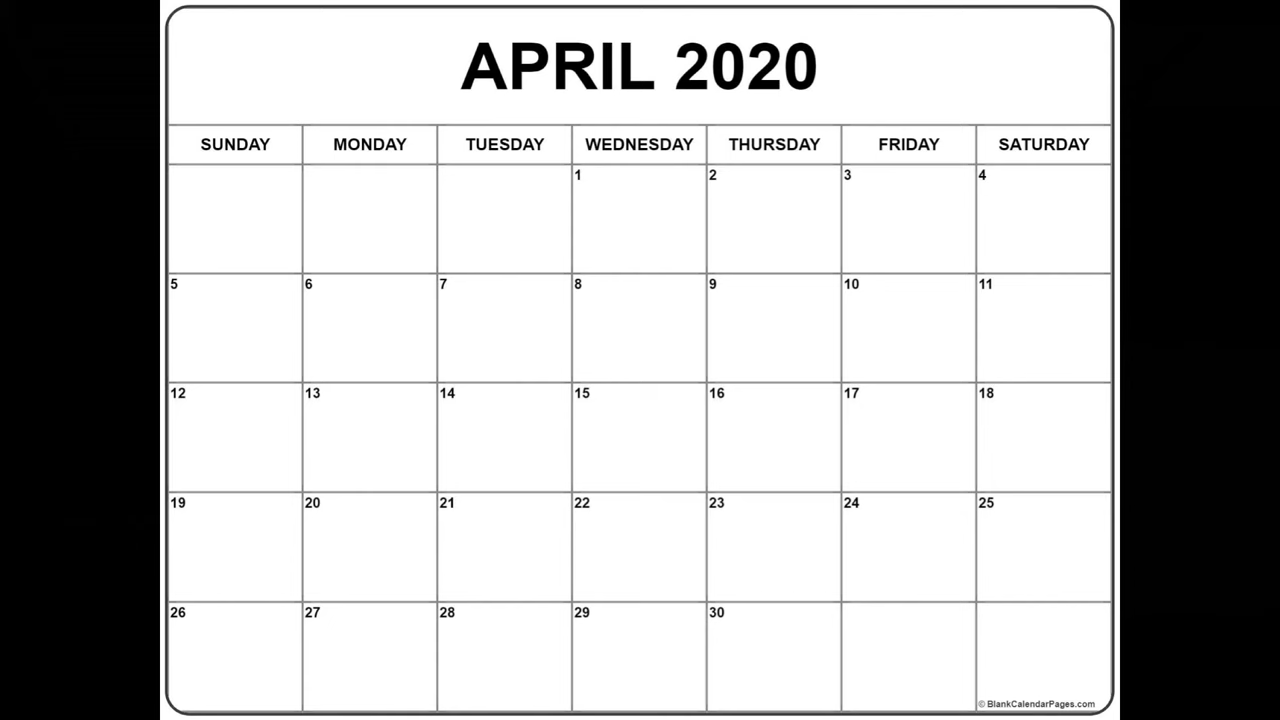 APRIL 2020
SUNDAY MONDAY TUESDAY WEDNESDAY THURSDAY FRIDAY SATURDAY
1 2 3 4
5 6 7 8 9 10 11
12 13 14 15 16 17 18
19 20 21 22 23 24 25
26 27 28 29 30
© BlankCalendarPages.com